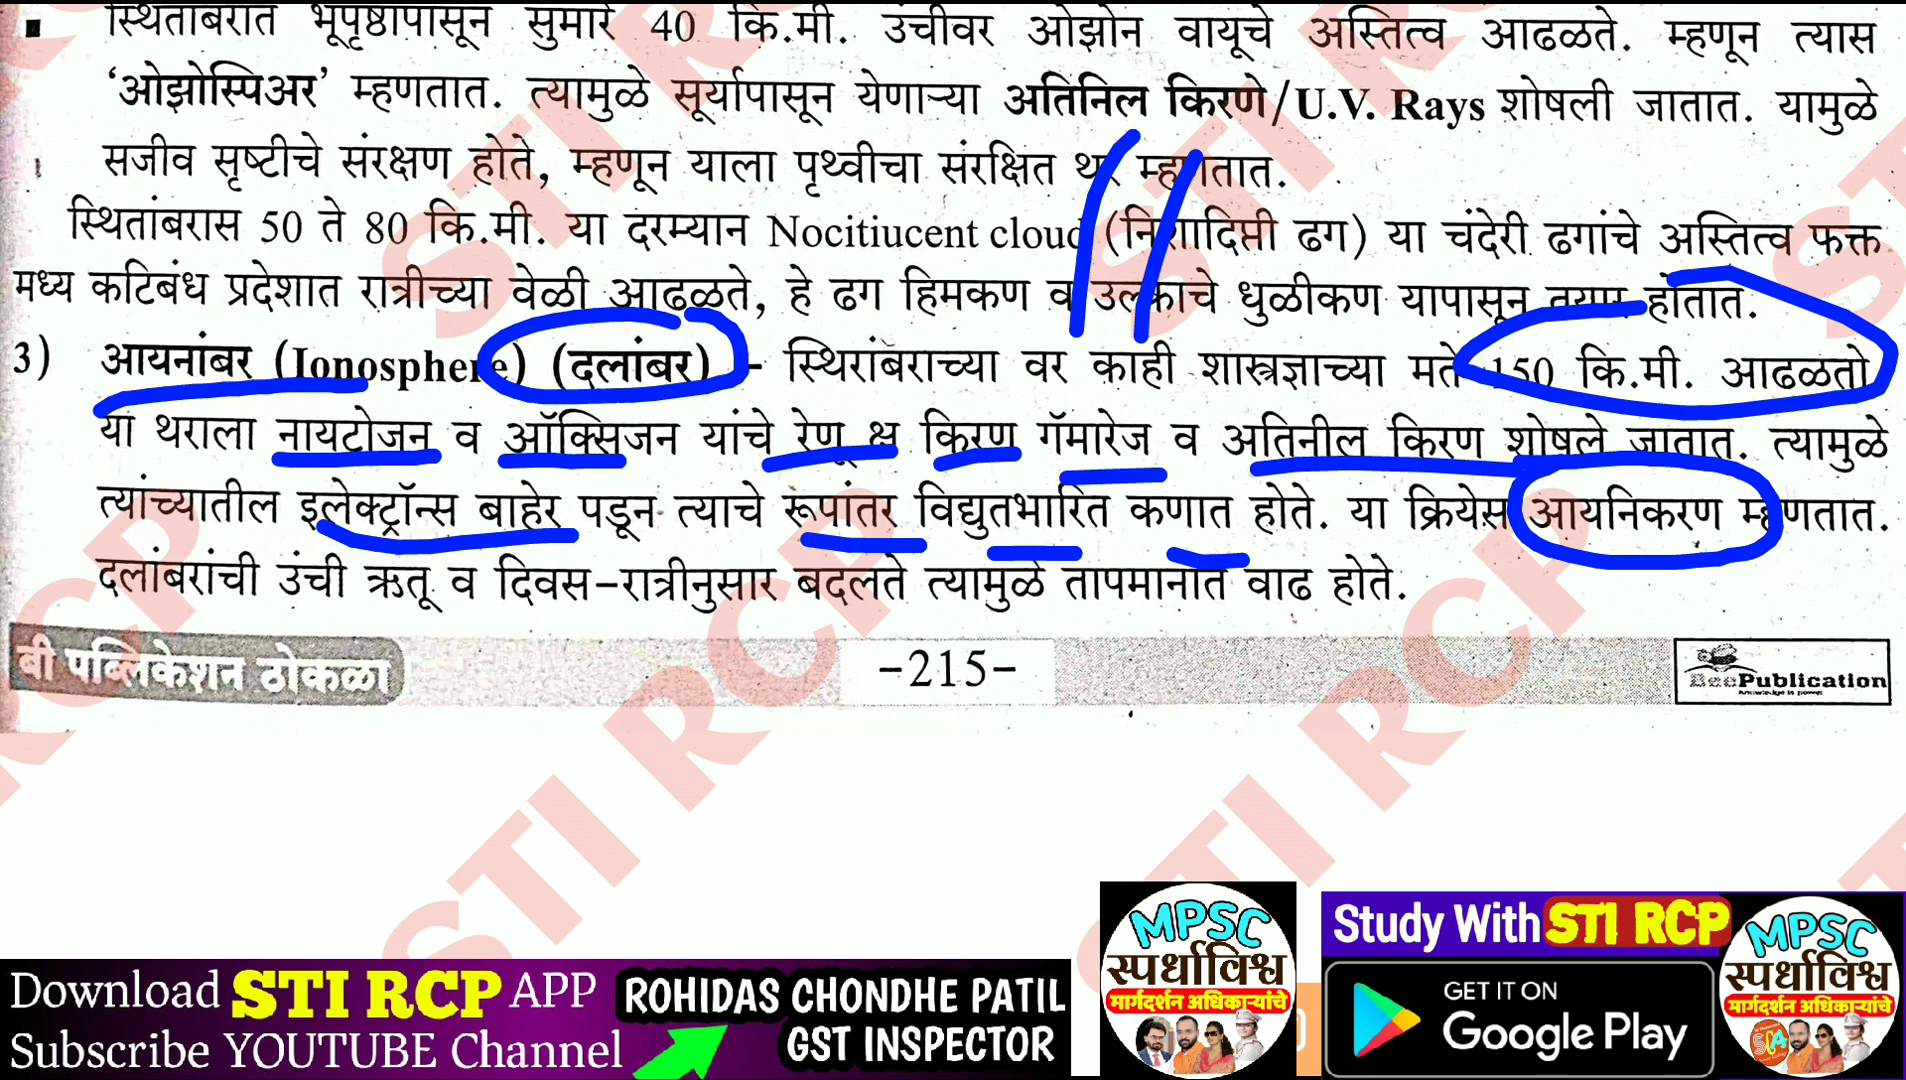 स्थितांबरात भूपृष्ठापासून सुमारे 40 कि.मी. उंचीवर ओझोन वायूचे अस्तित्व आढळते. म्हणून त्यास
‘ओझोस्पिअर’ म्हणतात. त्यामुळे सूर्यापासून येणाऱ्या अतिनिल किरणे/U.V. Rays शोषली जातात. यामुळे
सजीव सृष्टीचे संरक्षण होते, म्हणून याला पृथ्वीचा संरक्षित थर म्हणतात.
स्थितांबरास 50 ते 80 कि.मी. या दरम्यान Nocitiucent cloud (निशादिप्ती ढग) या चंदेरी ढगांचे अस्तित्व फक्त
मध्य कटिबंध प्रदेशात रात्रीच्या वेळी आढळते, हे ढग हिमकण व उल्काचे धुळीकण यापासून तयार होतात.
3) आयनांबर (Ionosphere) (दलांबर) - स्थिरांबराच्या वर काही शास्त्रज्ञाच्या मते 150 कि.मी. आढळतो
या थराला नायटोजन व ऑक्सिजन यांचे रेणू क्ष किरण गॅमारेज व अतिनील किरण शोषले जातात. त्यामुळे
त्यांच्यातील इलेक्ट्रॉन्स बाहेर पडून त्याचे रूपांतर विद्युतभारित कणात होते. या क्रियेस आयनिकरण म्हणतात.
दलांबरांची उंची ऋतू व दिवस-रात्रीनुसार बदलते त्यामुळे तापमानात वाढ होते.
बी पब्लिकेशन ठोकळा
-215-
BeePublication
Knowledge is power
STI RCP
Download STI RCP APP
Subscribe YOUTUBE Channel
ROHIDAS CHONDHE PATIL
GST INSPECTOR
MPSC
स्पर्धाविश्व
मार्गदर्शन अधिकाऱ्यांचे
Study With STI RCP
GET IT ON
Google Play
MPSC
स्पर्धाविश्व
मार्गदर्शन अधिकाऱ्यांचे